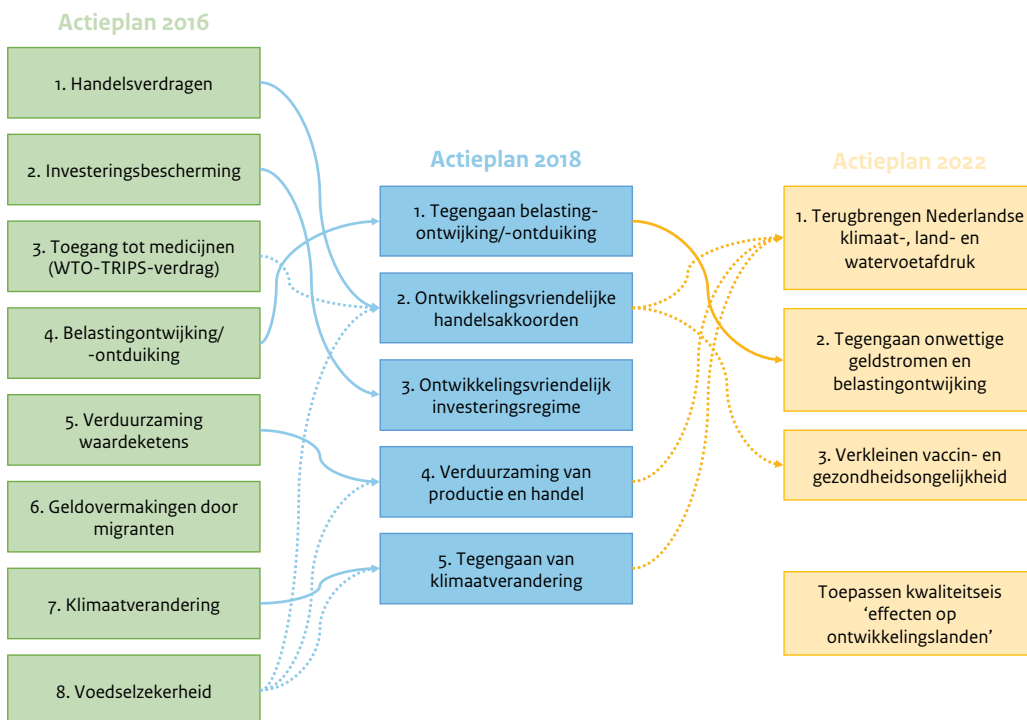 Actieplan 2016
1. Handelsverdragen
2. Investeringsbescherming
3. Toegang tot medicijnen
(WTO-TRIPS-verdrag)
4. Belastingontwijking/
-ontduiking
5. Verduurzaming
waardeketens
6. Geldovermakingen door
migranten
7. Klimaatverandering
8. Voedselzekerheid
Actieplan 2018
1. Tegengaan belasting-
ontwijking/-ontduiking
2. Ontwikkelingsvriendelijke
handelsakkoorden
3. Ontwikkelingsvriendelijk
investeringsregime
4. Verduurzaming van
productie en handel
5. Tegengaan van
klimaatverandering
Actieplan 2022
1. Terugbrengen Nederlandse
klimaat-, land- en
watervoetafdruk
2. Tegengaan onwettige
geldstromen en
belastingontwijking
3. Verkleinen vaccin- en
gezondheidsongelijkheid
Toepassen kwaliteitseis
‘effecten op
ontwikkelingslanden’